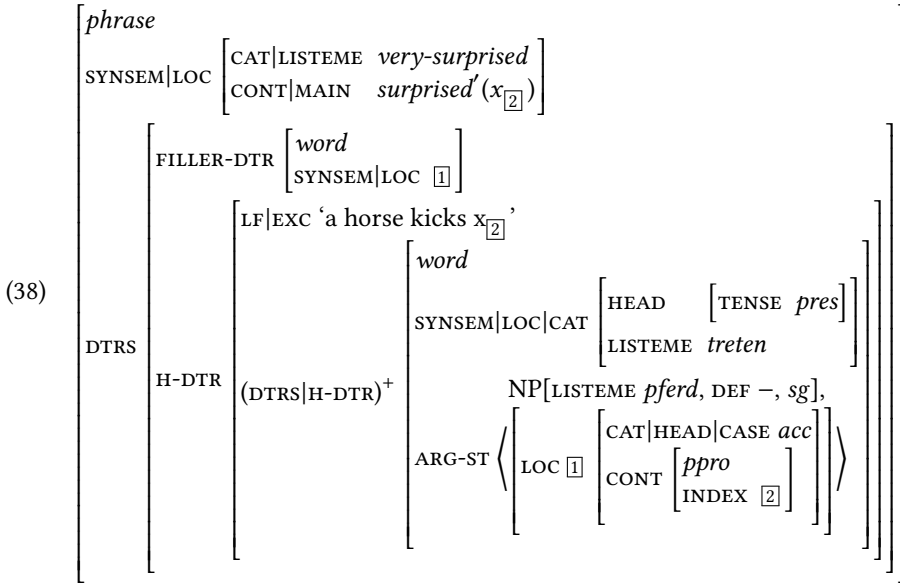 phrase
SYNSEM|LOC [CAT|LISTEME very-surprised
CONT|MAIN surprised′(x[2])]
FILLER-DTR [word
SYNSEM|LOC [1]]
LF|EXC ‘a horse kicks x[2]’
word
SYNSEM|LOC|CAT [HEAD [TENSE pres]
LISTEME treten]
(38) DTRS H-DTR (DTRS|H-DTR)+
NP[LISTEME pferd, DEF −, sg],
ARG-ST ⟨[LOC [1] [CAT|HEAD|CASE acc
CONT [ppro
INDEX [2]]]]⟩